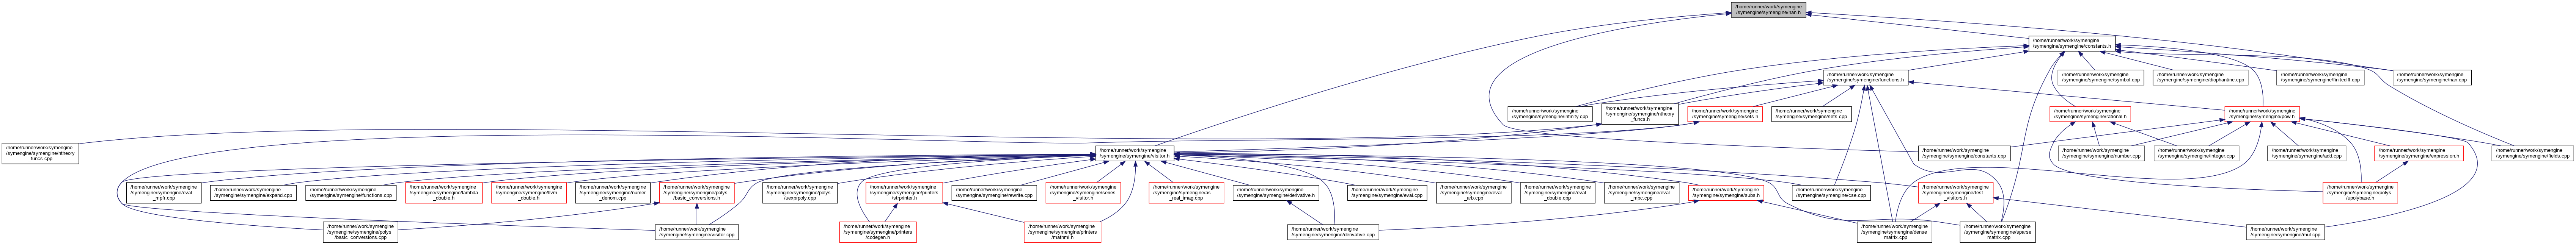 /home/runner/work/symengine
/symengine/symengine/nan.h
/home/runner/work/symengine
/symengine/symengine/constants.h
/home/runner/work/symengine
/symengine/symengine/functions.h
/home/runner/work/symengine
/symengine/symengine/symbol.cpp
/home/runner/work/symengine
/symengine/symengine/diophantine.cpp
/home/runner/work/symengine
/symengine/symengine/finitediff.cpp
/home/runner/work/symengine
/symengine/symengine/nan.cpp
/home/runner/work/symengine
/symengine/symengine/infinity.cpp
/home/runner/work/symengine
/symengine/symengine/ntheory
_funcs.h
/home/runner/work/symengine
/symengine/symengine/sets.h
/home/runner/work/symengine
/symengine/symengine/sets.cpp
/home/runner/work/symengine
/symengine/symengine/rational.h
/home/runner/work/symengine
/symengine/symengine/pow.h
/home/runner/work/symengine
/symengine/symengine/ntheory
_funcs.cpp
/home/runner/work/symengine
/symengine/symengine/visitor.h
/home/runner/work/symengine
/symengine/symengine/constants.cpp
/home/runner/work/symengine
/symengine/symengine/number.cpp
/home/runner/work/symengine
/symengine/symengine/integer.cpp
/home/runner/work/symengine
/symengine/symengine/add.cpp
/home/runner/work/symengine
/symengine/symengine/expression.h
/home/runner/work/symengine
/symengine/symengine/fields.cpp
/home/runner/work/symengine
/symengine/symengine/eval
_mpfr.cpp
/home/runner/work/symengine
/symengine/symengine/expand.cpp
/home/runner/work/symengine
/symengine/symengine/functions.cpp
/home/runner/work/symengine
/symengine/symengine/lambda
_double.h
/home/runner/work/symengine
/symengine/symengine/llvm
_double.h
/home/runner/work/symengine
/symengine/symengine/numer
_denom.cpp
/home/runner/work/symengine
/symengine/symengine/polys
/basic_conversions.h
/home/runner/work/symengine
/symengine/symengine/polys
/uexprpoly.cpp
/home/runner/work/symengine
/symengine/symengine/printers
/strprinter.h
/home/runner/work/symengine
/symengine/symengine/rewrite.cpp
/home/runner/work/symengine
/symengine/symengine/series
_visitor.h
/home/runner/work/symengine
/symengine/symengine/as
_real_imag.cpp
/home/runner/work/symengine
/symengine/symengine/derivative.h
/home/runner/work/symengine
/symengine/symengine/eval.cpp
/home/runner/work/symengine
/symengine/symengine/eval
_arb.cpp
/home/runner/work/symengine
/symengine/symengine/eval
_double.cpp
/home/runner/work/symengine
/symengine/symengine/eval
_mpc.cpp
/home/runner/work/symengine
/symengine/symengine/subs.h
/home/runner/work/symengine
/symengine/symengine/cse.cpp
/home/runner/work/symengine
/symengine/symengine/test
_visitors.h
/home/runner/work/symengine
/symengine/symengine/polys
/upolybase.h
/home/runner/work/symengine
/symengine/symengine/polys
/basic_conversions.cpp
/home/runner/work/symengine
/symengine/symengine/visitor.cpp
/home/runner/work/symengine
/symengine/symengine/printers
/codegen.h
/home/runner/work/symengine
/symengine/symengine/printers
/mathml.h
/home/runner/work/symengine
/symengine/symengine/derivative.cpp
/home/runner/work/symengine
/symengine/symengine/dense
_matrix.cpp
/home/runner/work/symengine
/symengine/symengine/sparse
_matrix.cpp
/home/runner/work/symengine
/symengine/symengine/mul.cpp